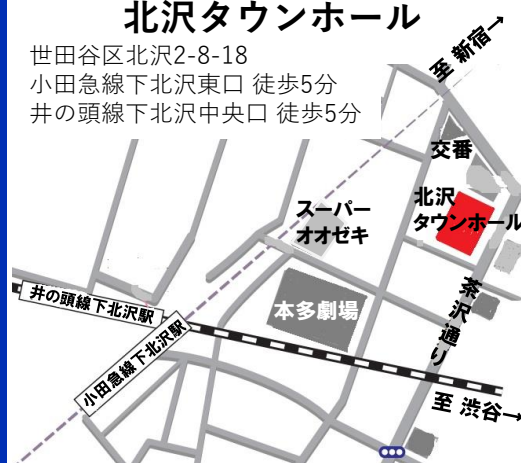 北沢タウンホール
世田谷区北沢2-8-18
小田急線下北沢東口 徒歩5分
井の頭線下北沢中央口 徒歩5分
至 新宿→
交番
北沢
タウンホール
スーパー
オオゼキ
本多劇場
茶沢通り
井の頭線下北沢駅
小田急線下北沢駅
至 渋谷→